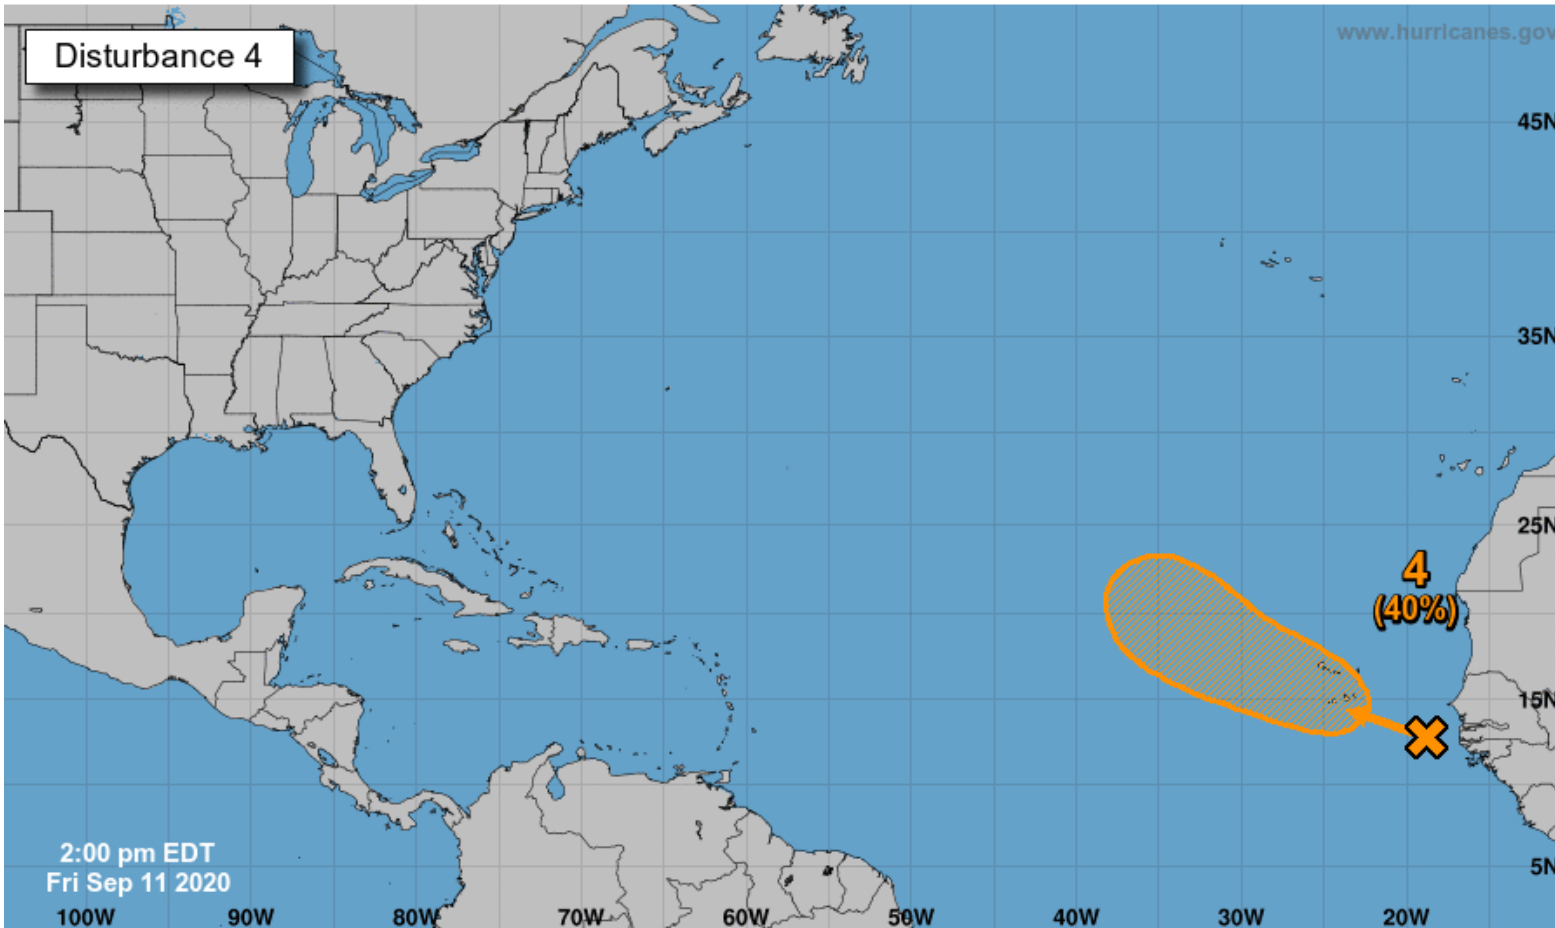 Disturbance 4
www.hurricanes.gov
45N
35N
25N
4
(40%)
15N
5N
2:00 pm EDT
Fri Sep 11 2020
100W 90W 80W 70W 60W 50W 40W 30W 20W